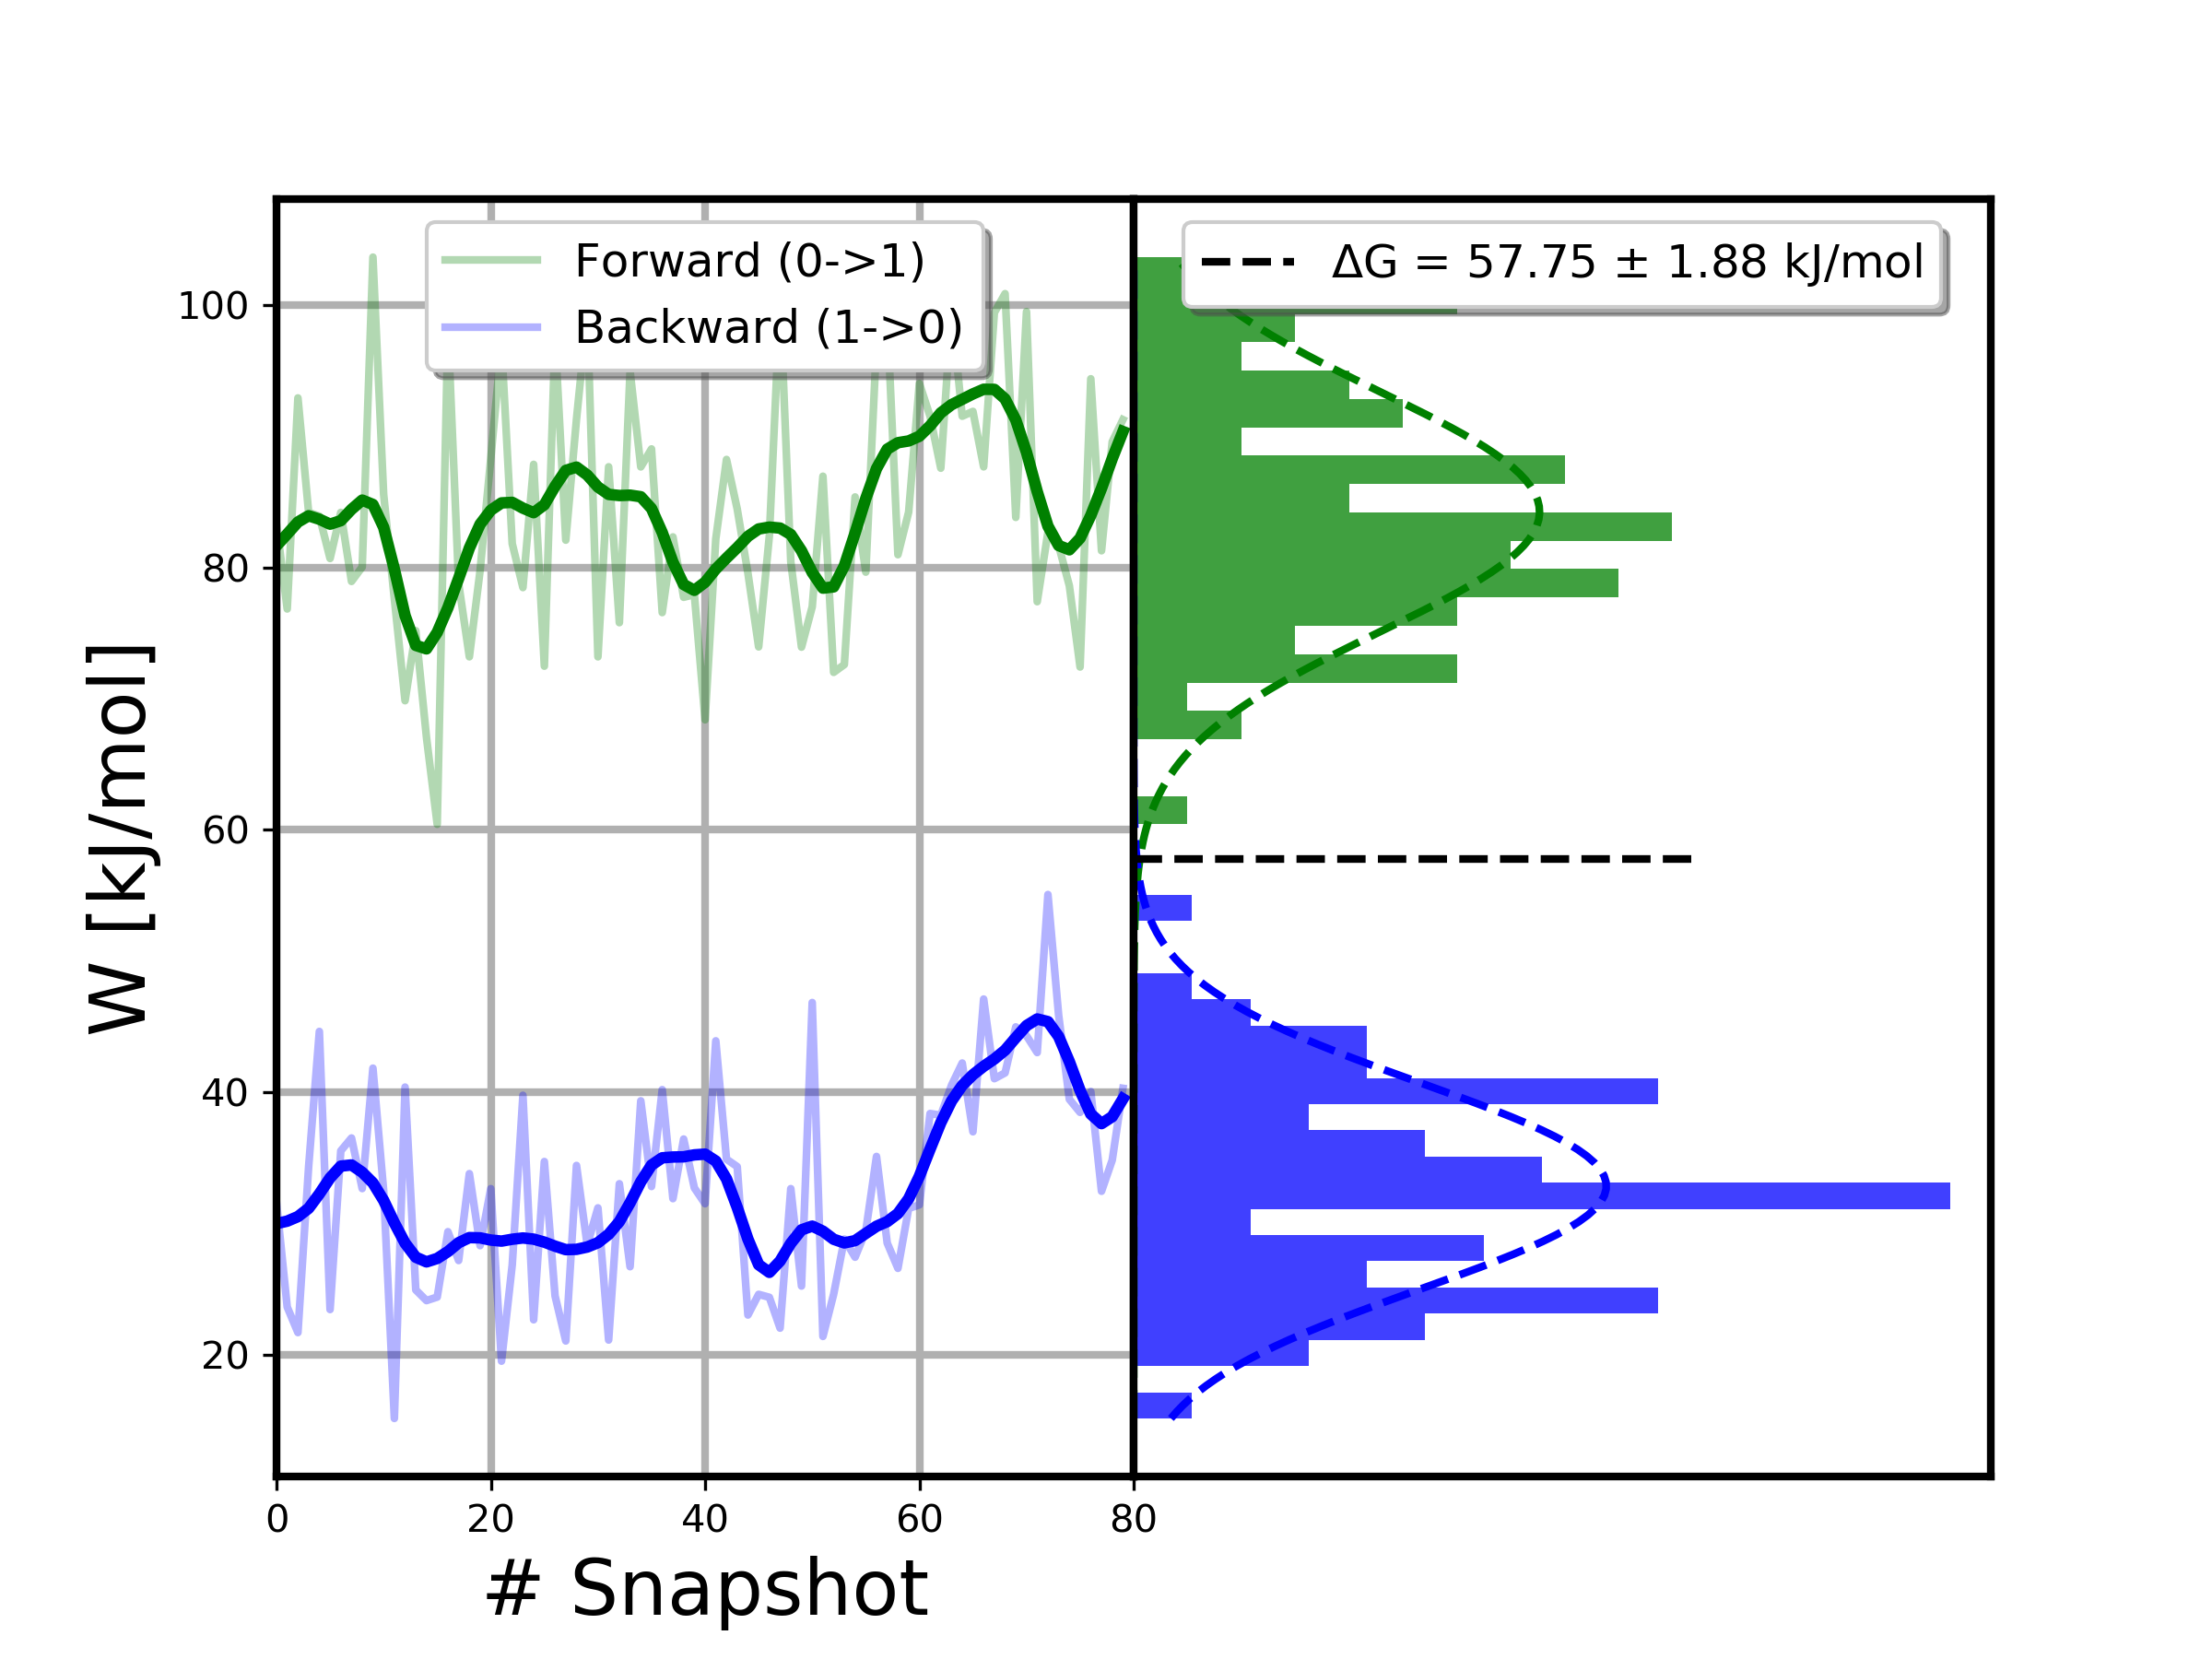 Forward (0->1)
Backward (1->0)
ΔG = 57.75 ± 1.88 kJ/mol
100
80
60
40
20
W [kJ/mol]
0 20 40 60 80
# Snapshot